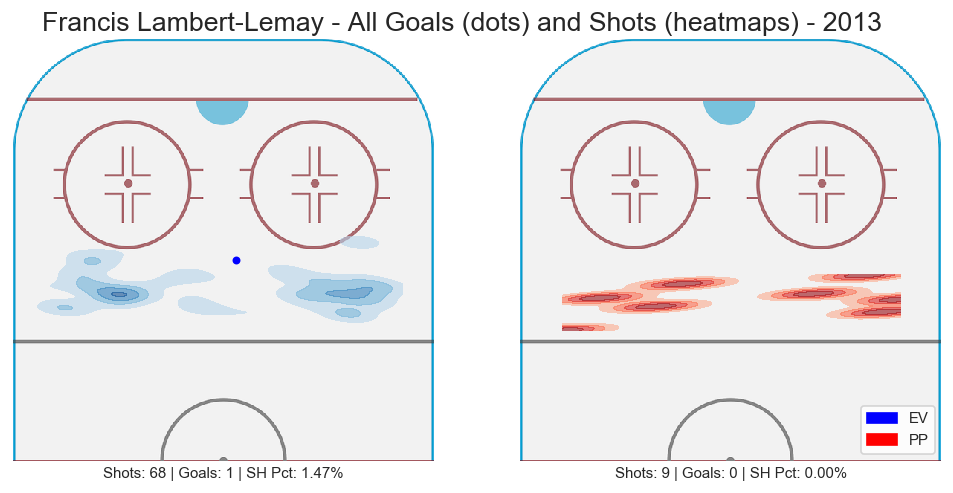 Francis Lambert-Lemay - All Goals (dots) and Shots (heatmaps) - 2013
EV
PP
Shots: 68 | Goals: 1 | SH Pct: 1.47%
Shots: 9 | Goals: 0 | SH Pct: 0.00%